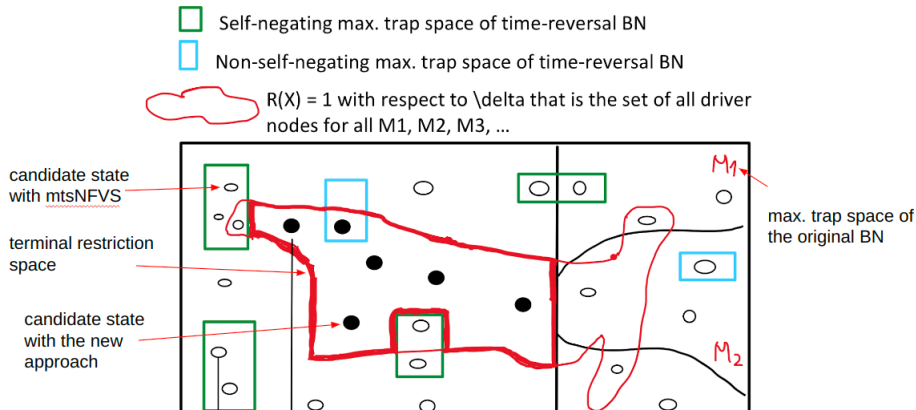 Self-negating max. trap space of time-reversal BN
Non-self-negating max. trap space of time-reversal BN
R(X) = 1 with respect to \delta that is the set of all driver
nodes for all M1, M2, M3, ...
candidate state
with mtsNFVS
terminal restriction
space
candidate state
with the new
approach
M1
max. trap space of
the original BN
M2